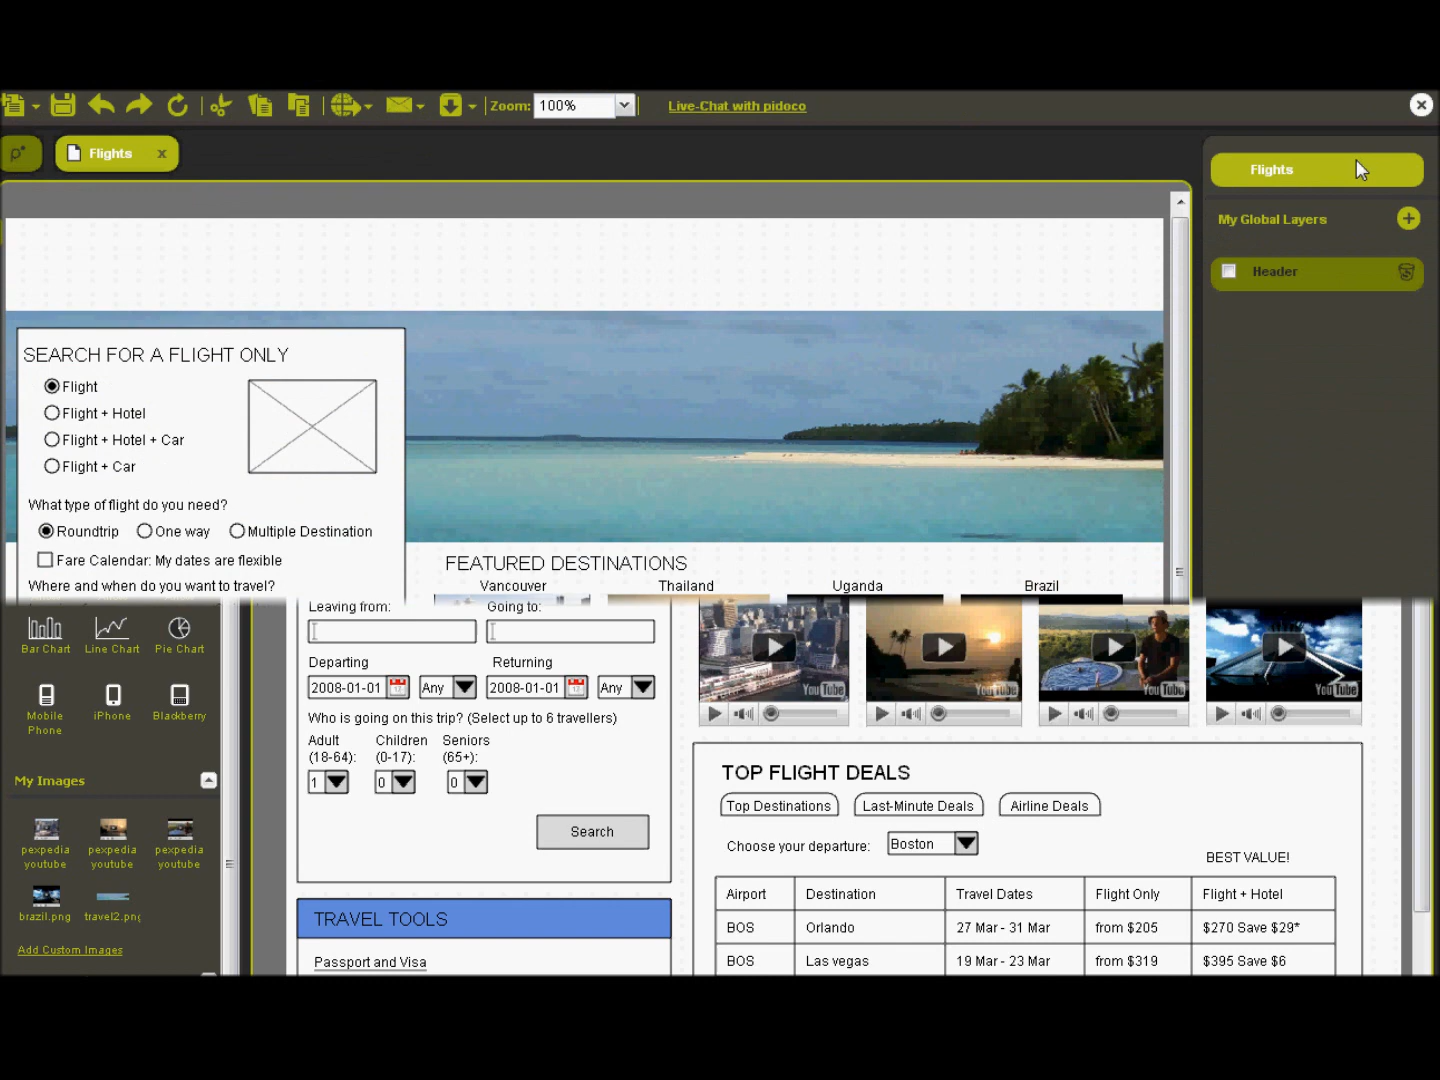 Zoom: 100% Live-Chat with pidoco
p* Flights x
Flights
My Global Layers
Header
SEARCH FOR A FLIGHT ONLY
Flight
Flight + Hotel
Flight + Hotel + Car
Flight + Car
What type of flight do you need?
Roundtrip One way Multiple Destination
Fare Calendar: My dates are flexible
Where and when do you want to travel?
FEATURED DESTINATIONS
Vancouver Thailand Uganda Brazil
Leaving from: Going to:
Departing Returning
2008-01-01 Any 2008-01-01 Any
Who is going on this trip? (Select up to 6 travellers)
Adult Children Seniors
(18-64): (0-17): (65+):
1 0 0
Search
TRAVEL TOOLS
Passport and Visa
Bar Chart Line Chart Pie Chart
Mobile Phone iPhone Blackberry
My Images
pexpedia youtube pexpedia youtube pexpedia youtube
brazil.png travel2.pn
Add Custom Images
YouTube YouTube YouTube YouTube
TOP FLIGHT DEALS
Top Destinations Last-Minute Deals Airline Deals
Choose your departure: Boston
BEST VALUE!
Airport Destination Travel Dates Flight Only Flight + Hotel
BOS Orlando 27 Mar - 31 Mar from $205 $270 Save $29*
BOS Las vegas 19 Mar - 23 Mar from $319 $395 Save $6